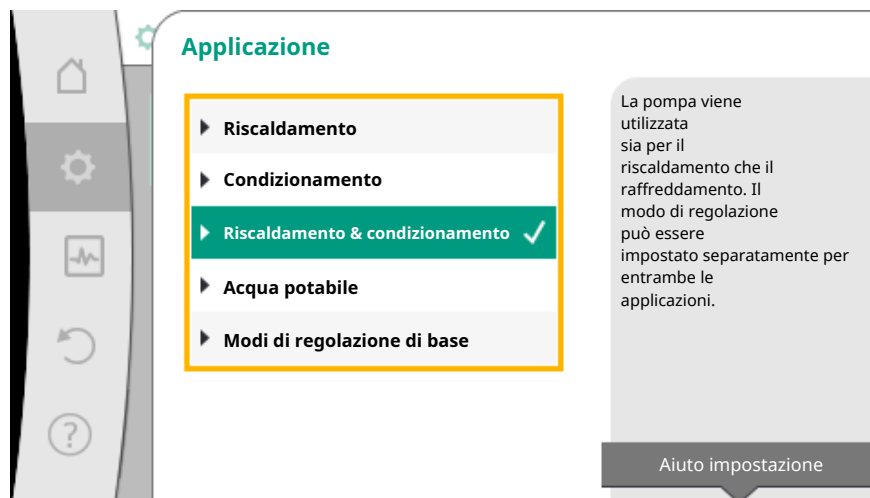 Applicazione
Riscaldamento
Condizionamento
Riscaldamento & condizionamento
Acqua potabile
Modi di regolazione di base
La pompa viene
utilizzata
sia per il
riscaldamento che il
raffreddamento. Il
modo di regolazione
può essere
impostato separatamente per
entrambe le
applicazioni.
Aiuto impostazione